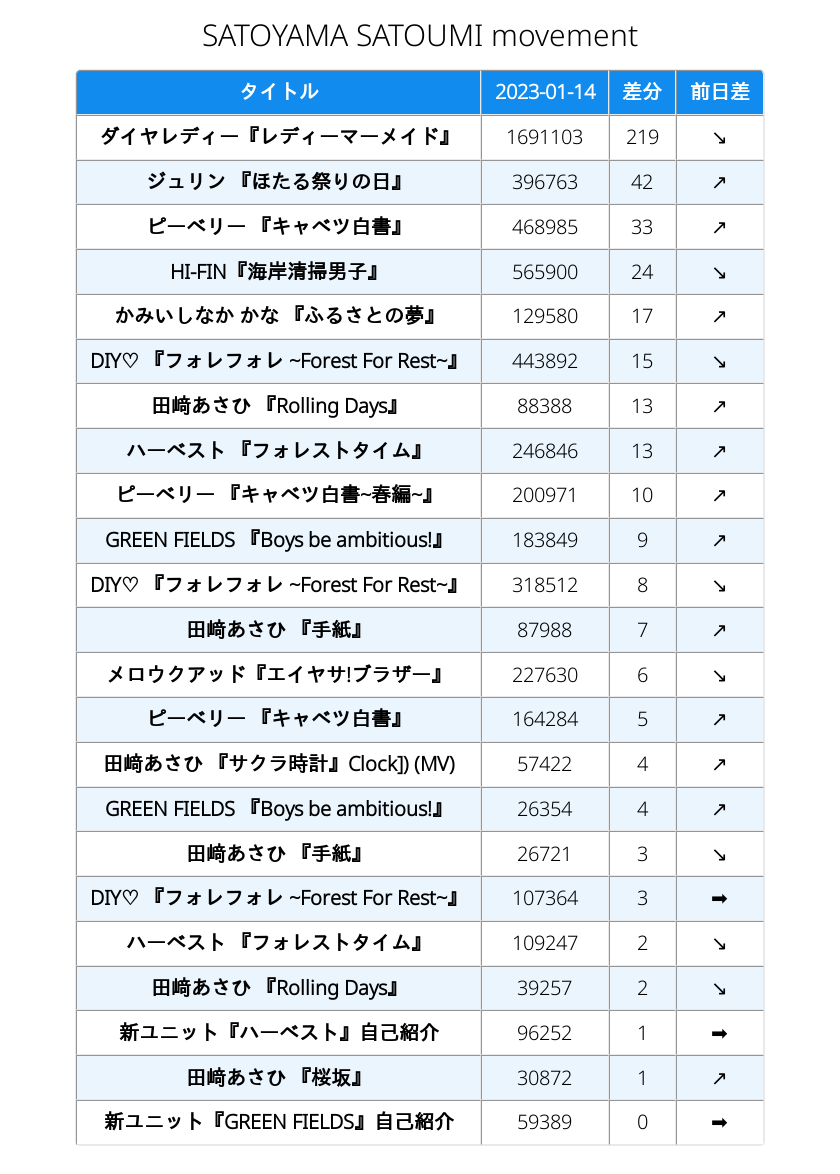 SATOYAMA SATOUMI movement
タイトル 2023-01-14 差分 前日差
ダイヤレディー『レディーマーメイド』 1691103 219 ↘
ジュリン 『ほたる祭りの日』 396763 42 ↗
ピーベリー 『キャベツ白書』 468985 33 ↗
HI-FIN『海岸清掃男子』 565900 24 ↘
かみいしなか かな 『ふるさとの夢』 129580 17 ↗
DIY♡ 『フォレフォレ ~Forest For Rest~』 443892 15 ↘
田﨑あさひ 『Rolling Days』 88388 13 ↗
ハーベスト 『フォレストタイム』 246846 13 ↗
ピーベリー 『キャベツ白書~春編~』 200971 10 ↗
GREEN FIELDS 『Boys be ambitious!』 183849 9 ↗
DIY♡ 『フォレフォレ ~Forest For Rest~』 318512 8 ↘
田﨑あさひ 『手紙』 87988 7 ↗
メロウクアッド『エイヤサ!ブラザー』 227630 6 ↘
ピーベリー 『キャベツ白書』 164284 5 ↗
田﨑あさひ 『サクラ時計』Clock]) (MV) 57422 4 ↗
GREEN FIELDS 『Boys be ambitious!』 26354 4 ↗
田﨑あさひ 『手紙』 26721 3 ↘
DIY♡ 『フォレフォレ ~Forest For Rest~』 107364 3 ➡
ハーベスト 『フォレストタイム』 109247 2 ↘
田﨑あさひ 『Rolling Days』 39257 2 ↘
新ユニット『ハーベスト』自己紹介 96252 1 ➡
田﨑あさひ 『桜坂』 30872 1 ↗
新ユニット『GREEN FIELDS』自己紹介 59389 0 ➡